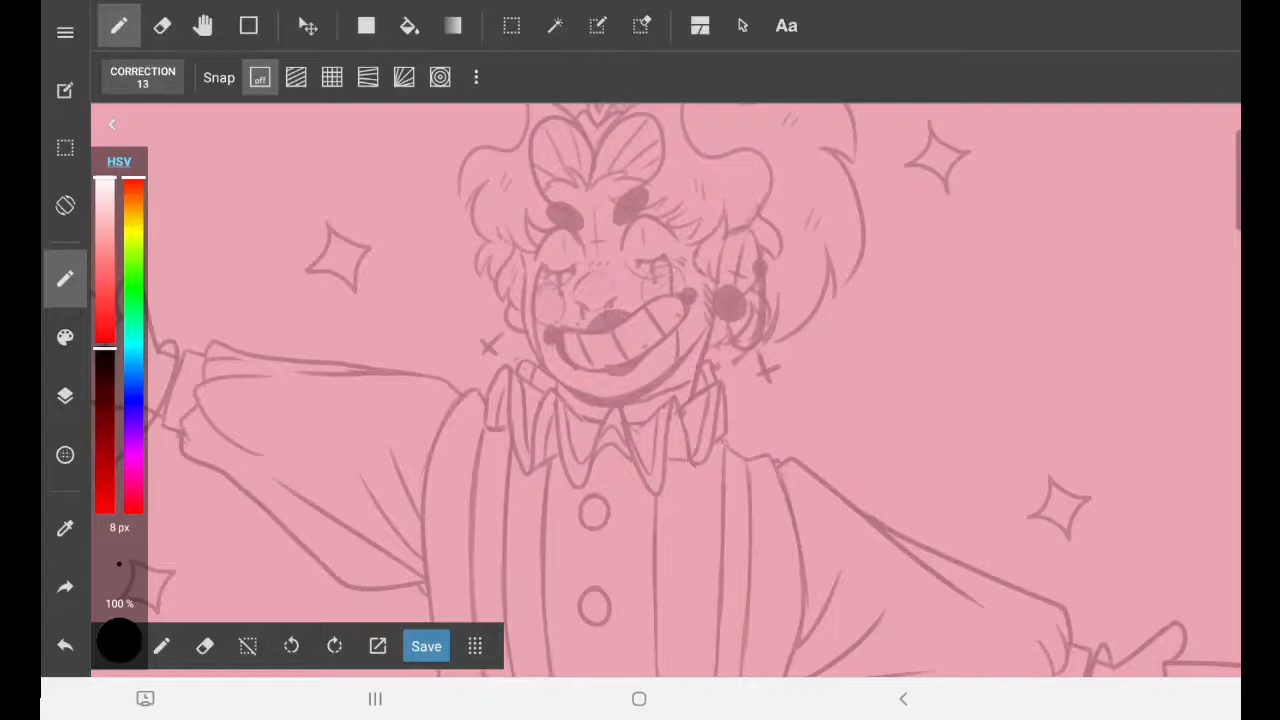 Aa
CORRECTION
13
Snap
off
HSV
8 px
100 %
Save